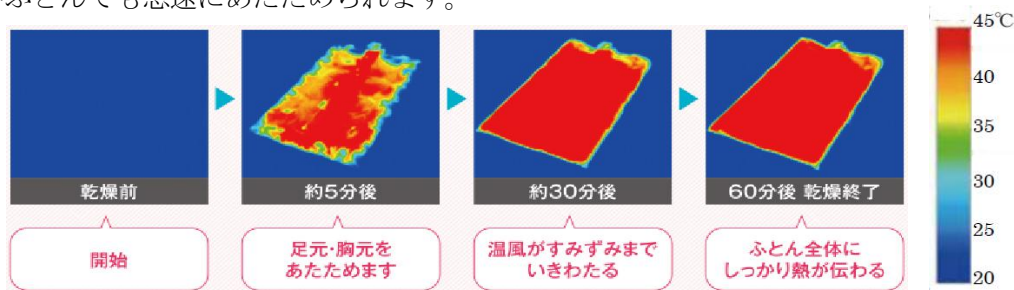 ふとんでも急速にあたためられます。
乾燥前
約5分後
約30分後
60分後 乾燥終了
開始
足元・胸元を
あたためます
温風がすみずみまで
いきわたる
ふとん全体に
しっかり熱が伝わる
45℃
40
35
30
25
20